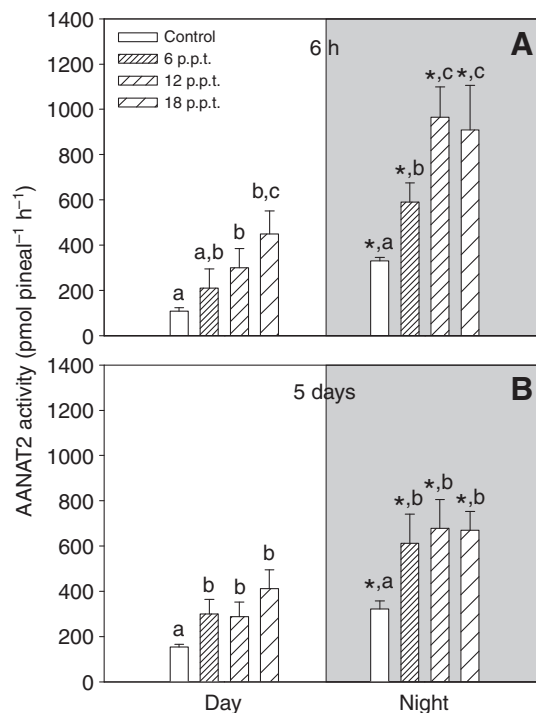 AANAT2 activity (pmol pineal⁻¹ h⁻¹)
1400
1200
1000
800
600
400
200
0
Control
6 p.p.t.
12 p.p.t.
18 p.p.t.
6 h
A
a
a,b
b
b,c
*,a
*,b
*,c
*,c
1400
1200
1000
800
600
400
200
0
5 days
B
a
b
b
b
*,a
*,b
*,b
*,b
Day
Night